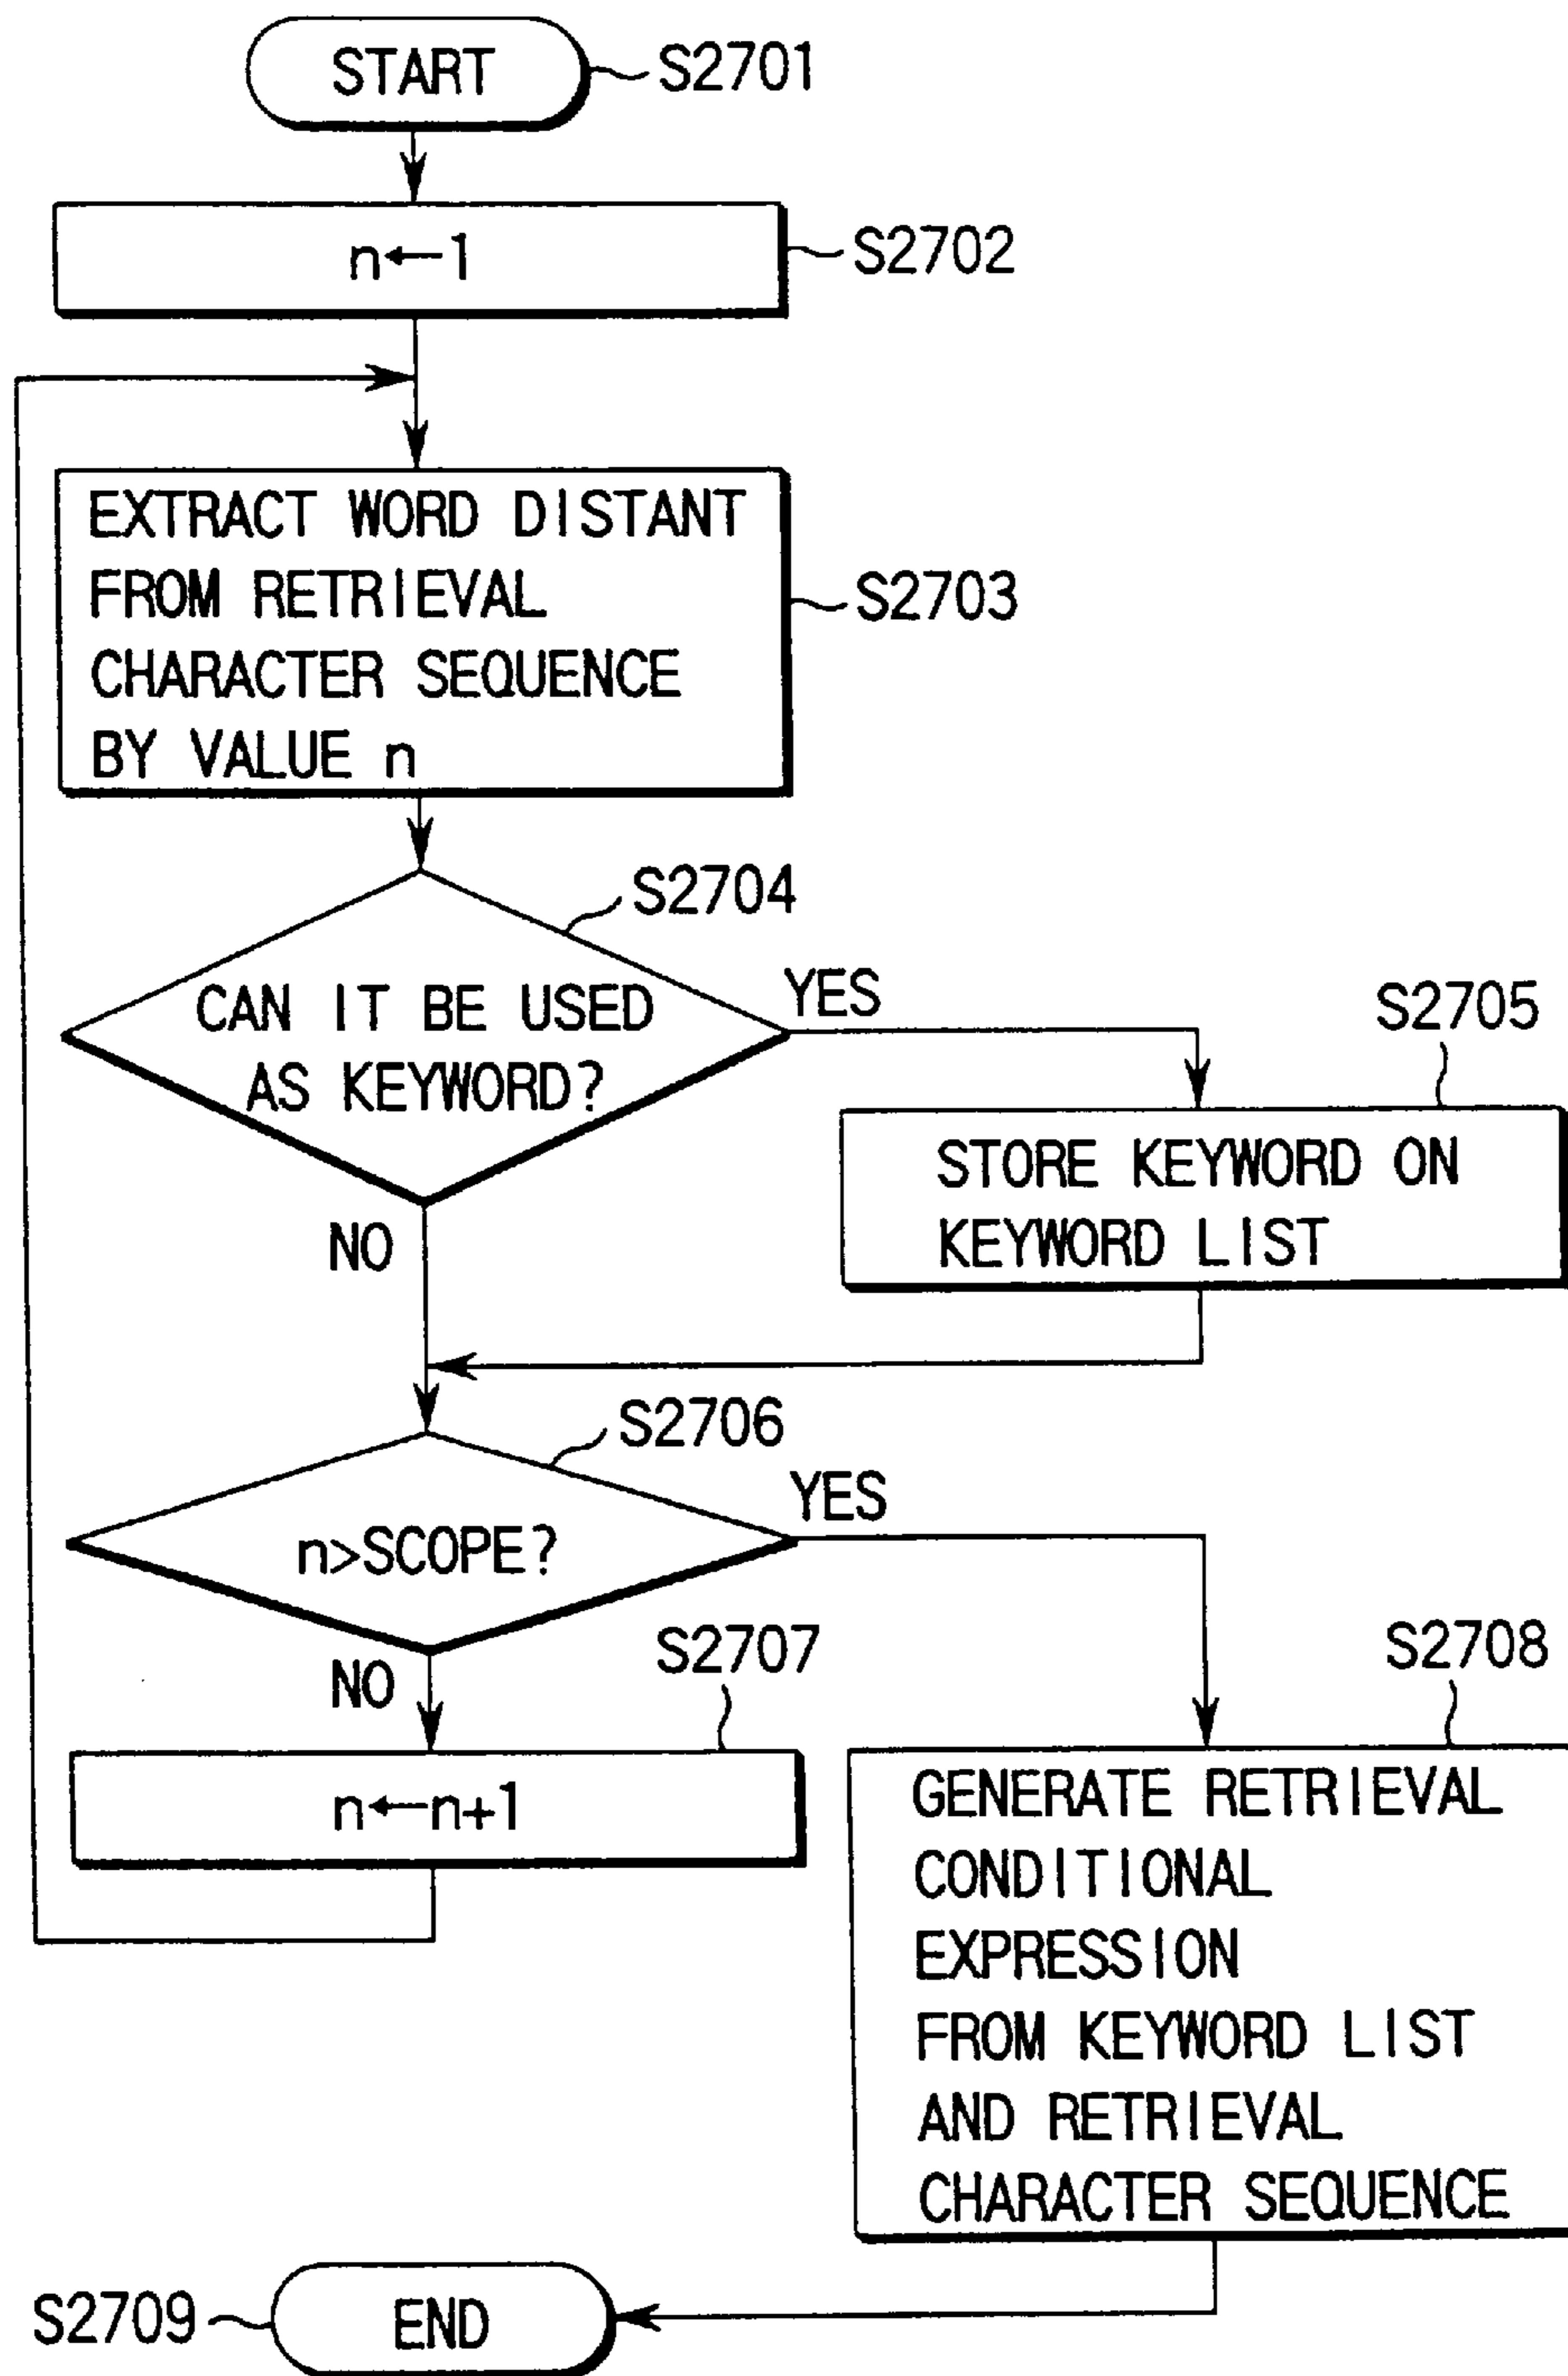 START
S2701
n←1
S2702
EXTRACT WORD DISTANT
FROM RETRIEVAL
CHARACTER SEQUENCE
BY VALUE n
S2703
S2704
CAN IT BE USED
AS KEYWORD?
YES
NO
S2705
STORE KEYWORD ON
KEYWORD LIST
S2706
n>SCOPE?
YES
NO
S2707
n←n+1
S2708
GENERATE RETRIEVAL
CONDITIONAL
EXPRESSION
FROM KEYWORD LIST
AND RETRIEVAL
CHARACTER SEQUENCE
S2709
END